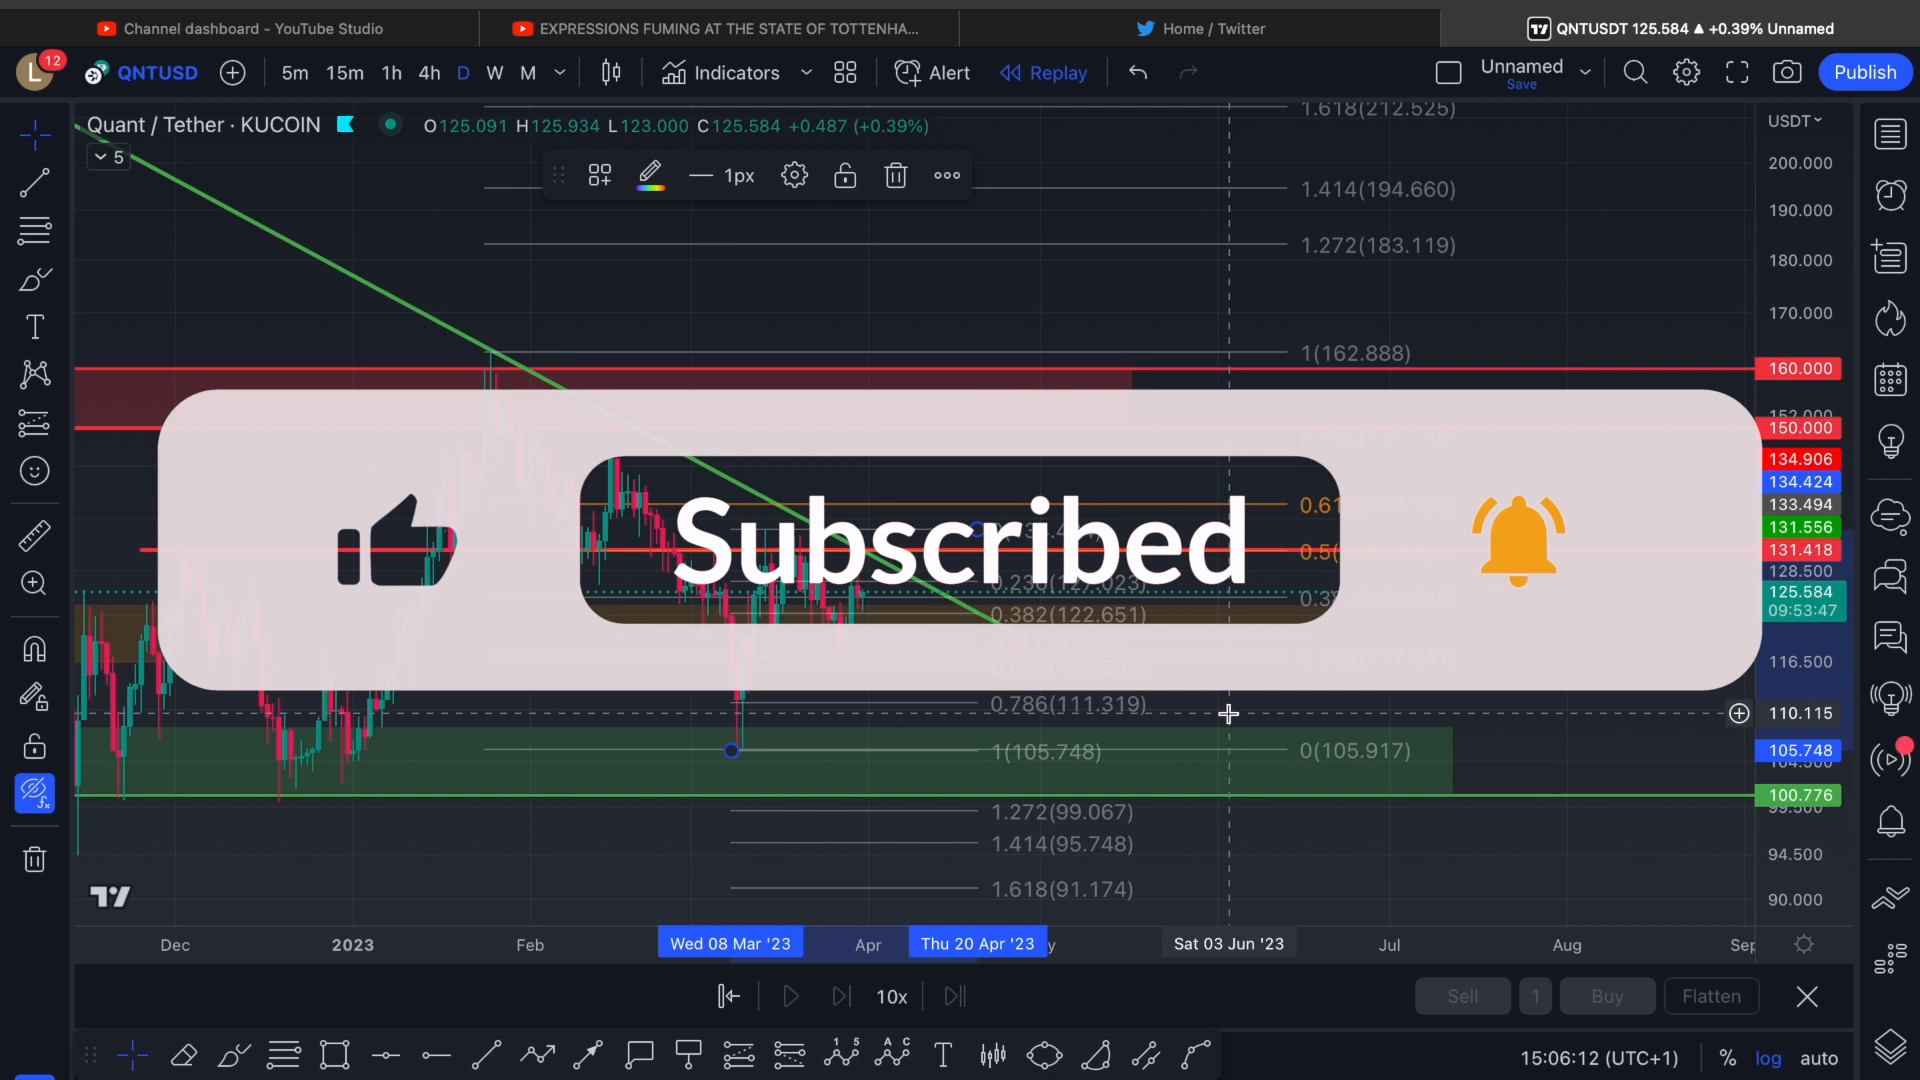 Channel dashboard - YouTube Studio
EXPRESSIONS FUMING AT THE STATE OF TOTTENHA...
Home / Twitter
QNTUSDT 125.584 ▲ +0.39% Unnamed
L 12
QNTUSD
5m 15m 1h 4h D W M
Indicators
Alert
Replay
Unnamed
Save
Publish
Quant / Tether · KUCOIN
O125.091 H125.934 L123.000 C125.584 +0.487 (+0.39%)
5
1px
USDT
1.618(212.525)
1.414(194.660)
1.272(183.119)
1(162.888)
200.000
190.000
180.000
170.000
160.000
150.000
134.906
134.424
133.494
131.556
131.418
128.500
125.584
09:53:47
116.500
110.115
105.748
100.776
94.500
90.000
Subscribed
0.236(127.023)
0.382(122.651)
0.786(111.319)
1(105.748)
0(105.917)
1.272(99.067)
1.414(95.748)
1.618(91.174)
Dec 2023 Feb Wed 08 Mar '23 Apr Thu 20 Apr '23 Sat 03 Jun '23 Jul Aug
10x
Sell 1 Buy Flatten
15:06:12 (UTC+1) % log auto